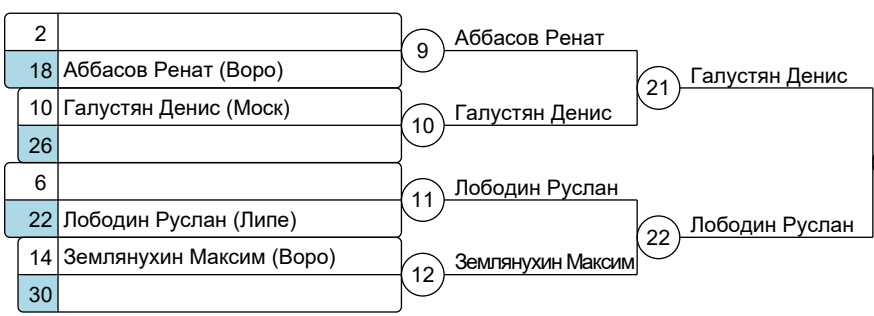 2
18 Аббасов Ренат (Воро)
9
Аббасов Ренат
10 Галустян Денис (Моск)
26
10
Галустян Денис
21
Галустян Денис
6
22 Лободин Руслан (Липе)
11
Лободин Руслан
14 Землянухин Максим (Воро)
30
12
Землянухин Максим
22
Лободин Руслан